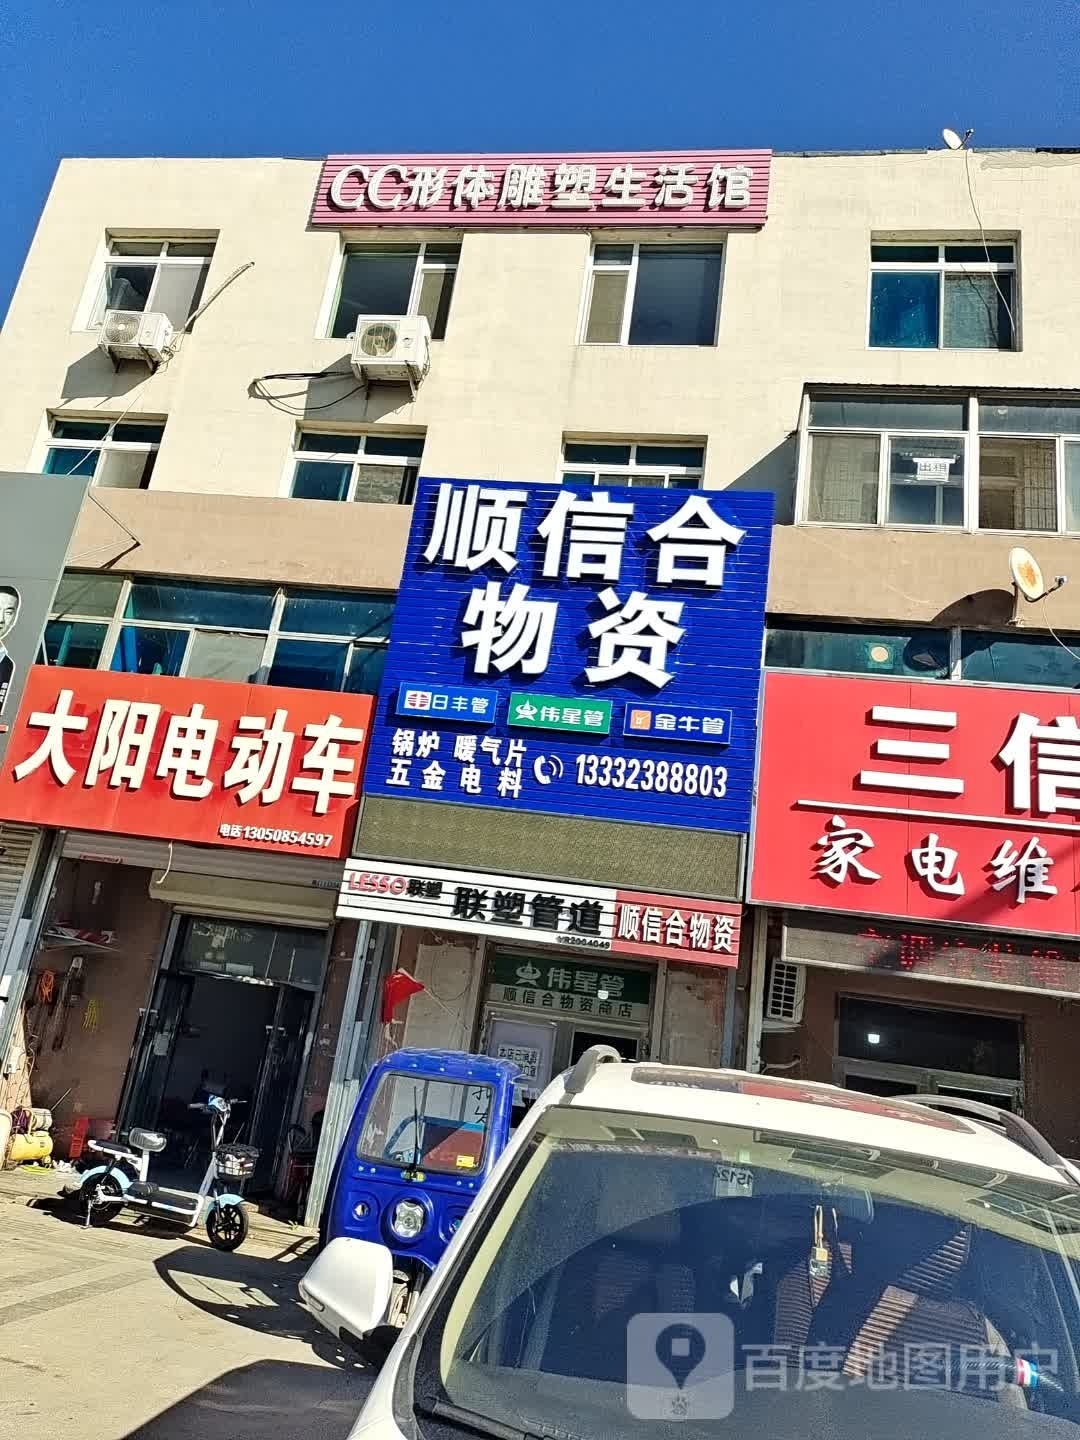 CC形体雕塑生活馆
出租
顺信合
物资
日丰管
伟星管
金牛管
锅炉 暖气片
五金电料
13332388803
大阳电动车
电话13050854597
三信
家电维
LESSO联塑
联塑管道
顺信合物资
伟星管
顺信合物资商店
百度地图用户